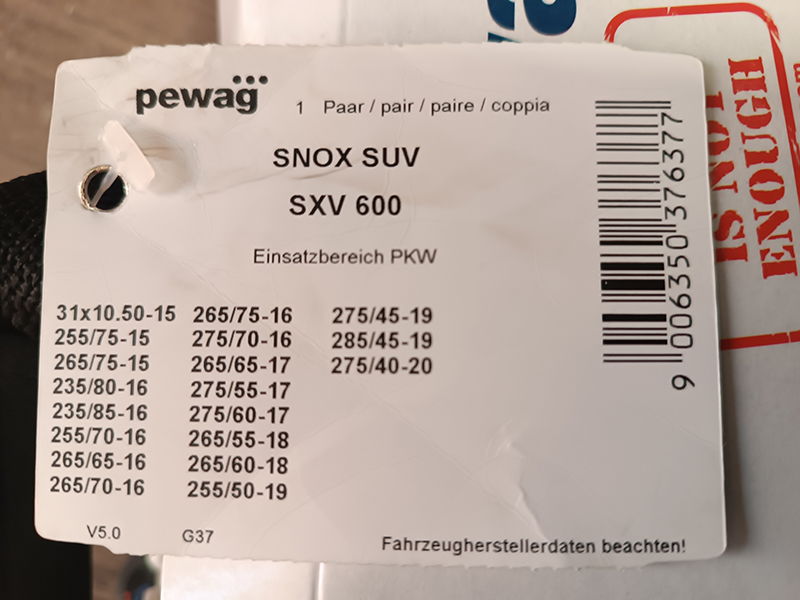 pewag
1 Paar / pair / paire / coppia
SNOX SUV
SXV 600
Einsatzbereich PKW
31x10.50-15 265/75-16 275/45-19
255/75-15 275/70-16 285/45-19
265/75-15 265/65-17 275/40-20
235/80-16 275/55-17
235/85-16 275/60-17
255/70-16 265/55-18
265/65-16 265/60-18
265/70-16 255/50-19
V5.0 G37
Fahrzeugherstellerdaten beachten!
9 006350 376377
IS NOT
ENOUGH